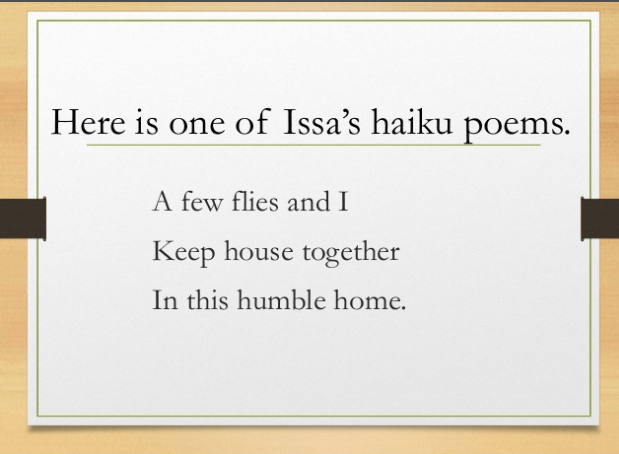 Here is one of Issa’s haiku poems.
A few flies and I
Keep house together
In this humble home.